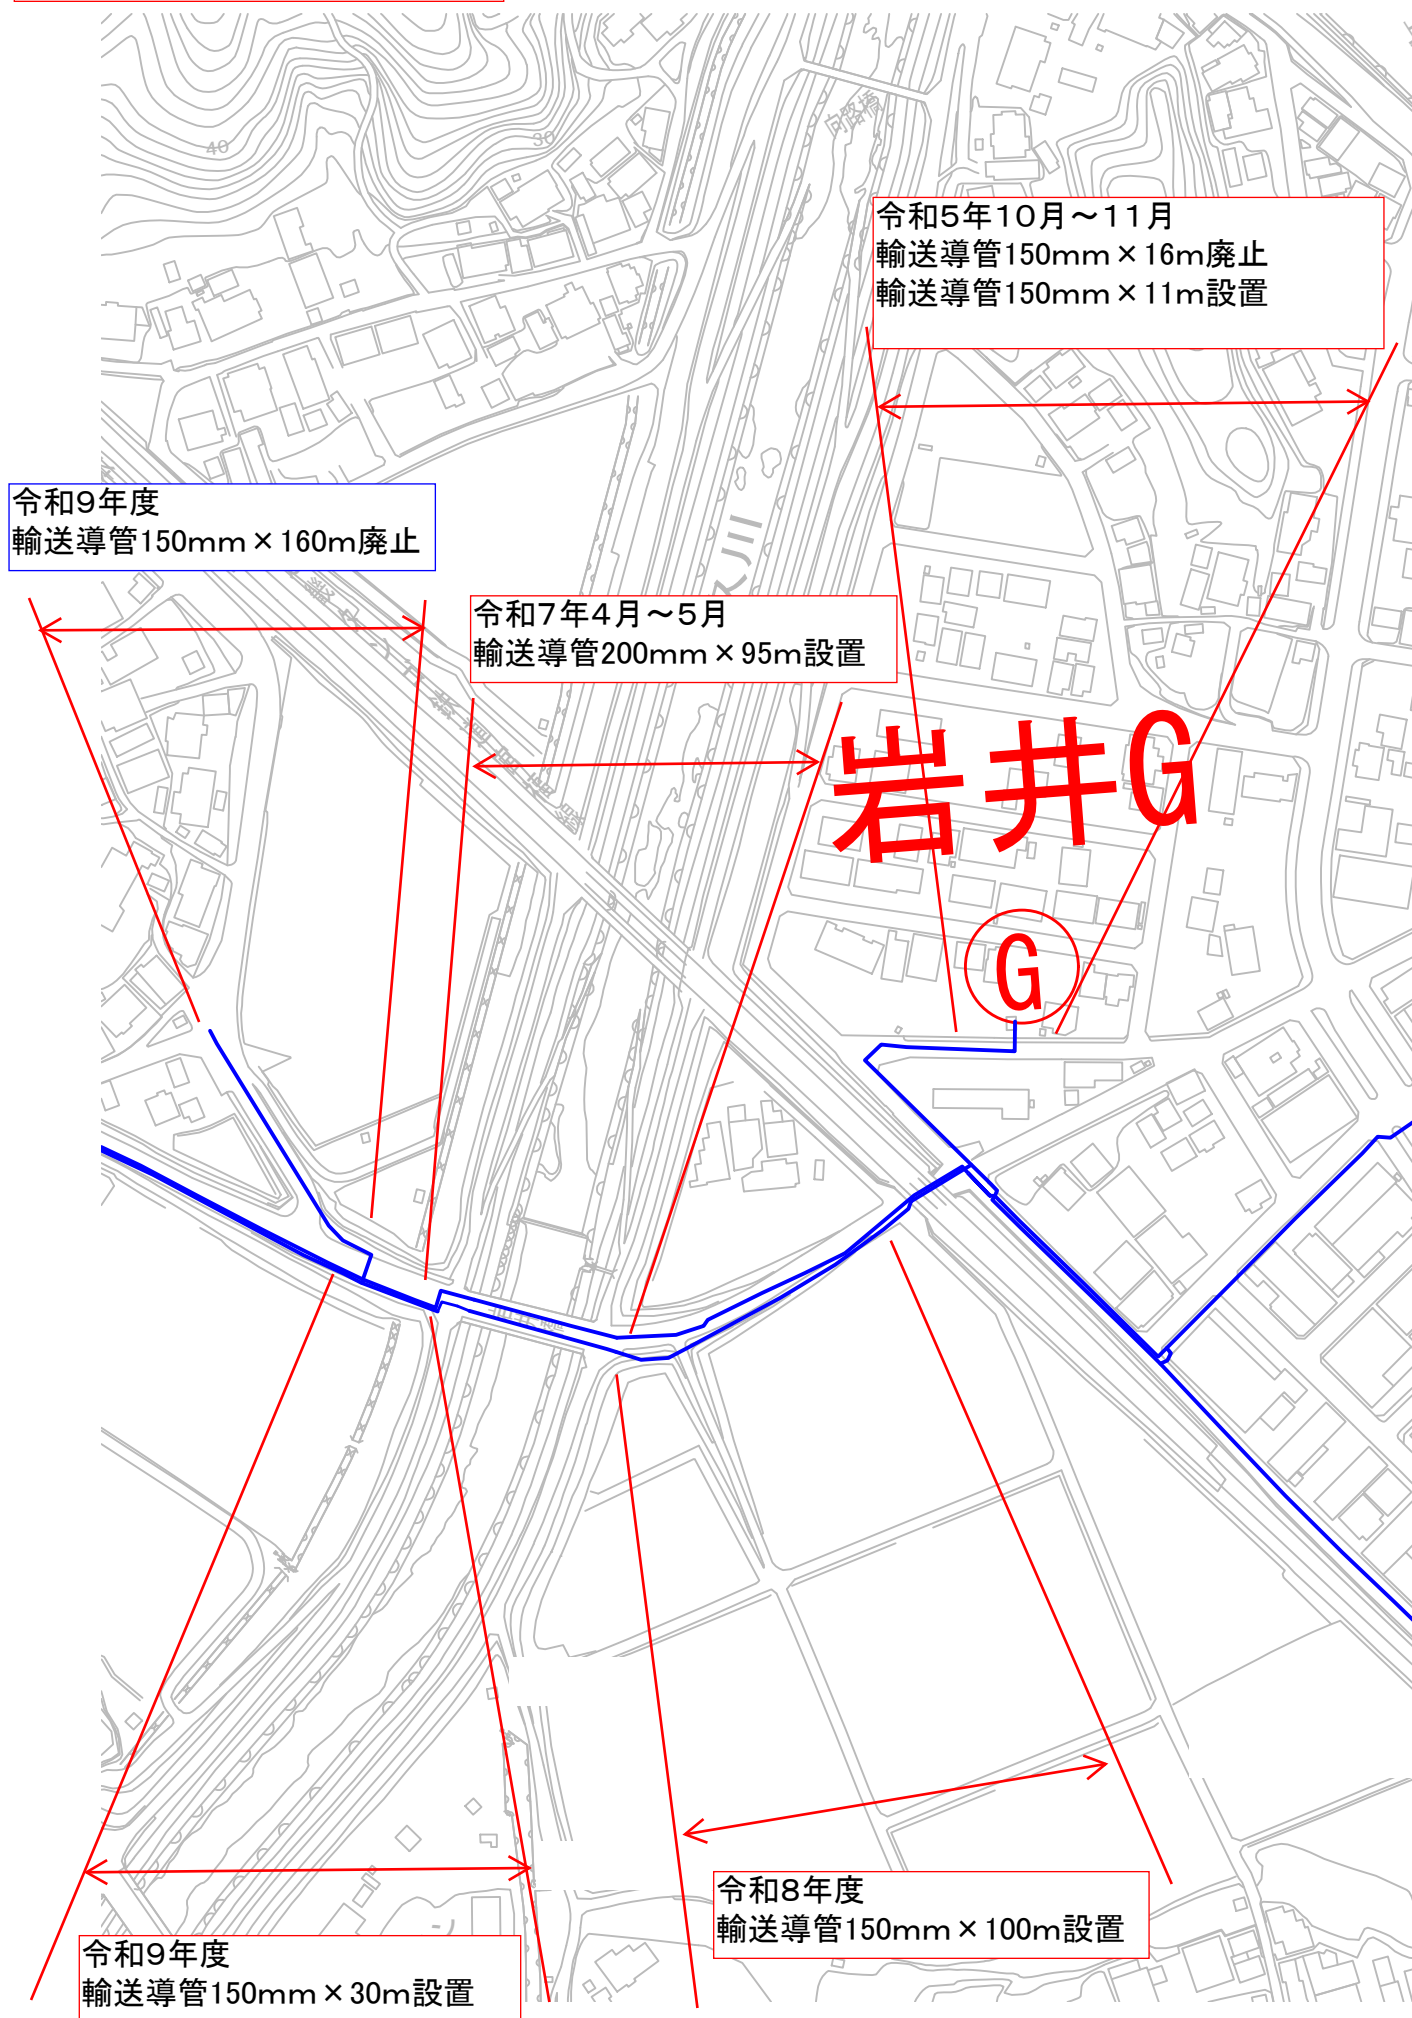 40
30
向路橋
令和5年10月～11月
輸送導管150mm×16m廃止
輸送導管150mm×11m設置
令和9年度
輸送導管150mm×160m廃止
令和7年4月～5月
輸送導管200mm×95m設置
岩井G
G
令和8年度
輸送導管150mm×100m設置
令和9年度
輸送導管150mm×30m設置